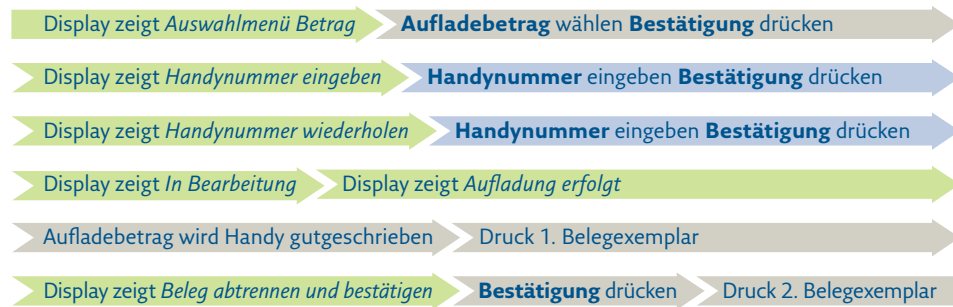 Display zeigt Auswahlmenü Betrag Aufladebetrag wählen Bestätigung drücken
Display zeigt Handynummer eingeben Handynummer eingeben Bestätigung drücken
Display zeigt Handynummer wiederholen Handynummer eingeben Bestätigung drücken
Display zeigt In Bearbeitung Display zeigt Aufladung erfolgt
Aufladebetrag wird Handy gutgeschrieben Druck 1. Belegexemplar
Display zeigt Beleg abtrennen und bestätigen Bestätigung drücken Druck 2. Belegexemplar